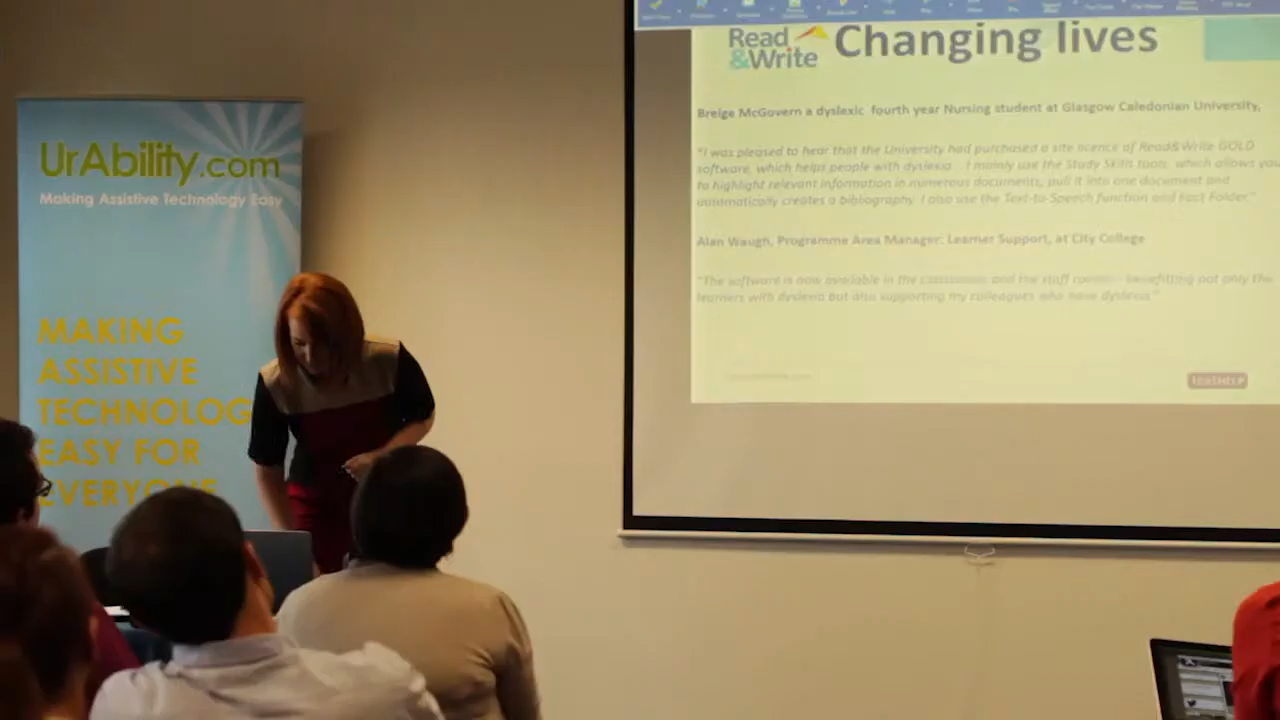 UrAbility.com
Making Assistive Technology Easy
MAKING
ASSISTIVE
TECHNOLOG
EASY FOR
EVERYONE
Read
&Write
Changing lives
Breige McGovern a dyslexic fourth year Nursing student at Glasgow Caledonian University,
"I was pleased to hear that the University had purchased a site licence of Read&Write GOLD
software, which helps people with dyslexia. I mainly use the Study Skills tools, which allows you
to highlight relevant information in numerous documents, pull it into one document and
automatically creates a bibliography. I also use the Text-to-Speech function and Fact Folder."
Alan Waugh, Programme Area Manager: Learner Support, at City College
"The software is now available in the classrooms and the staff rooms - benefitting not only the
learners with dyslexia but also supporting my colleagues who have dyslexia"
texthelp